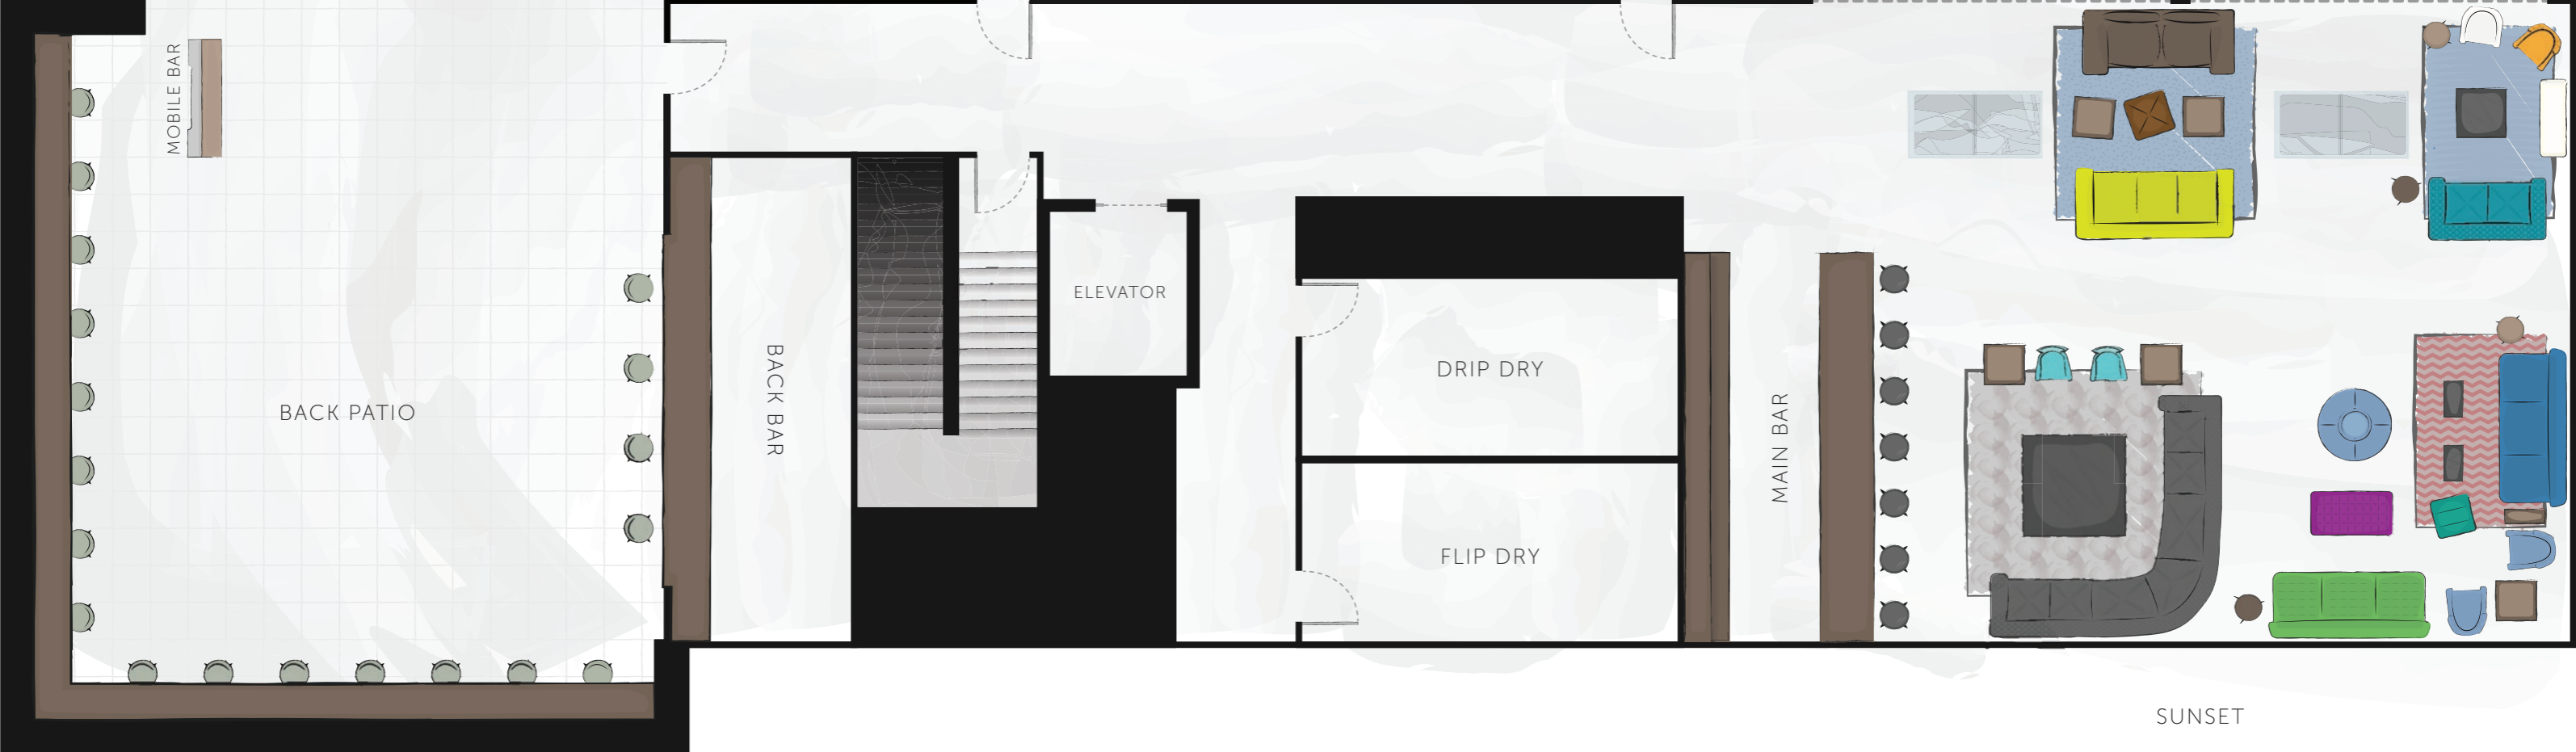 MOBILE BAR
BACK PATIO
BACK BAR
ELEVATOR
DRIP DRY
FLIP DRY
MAIN BAR
SUNSET